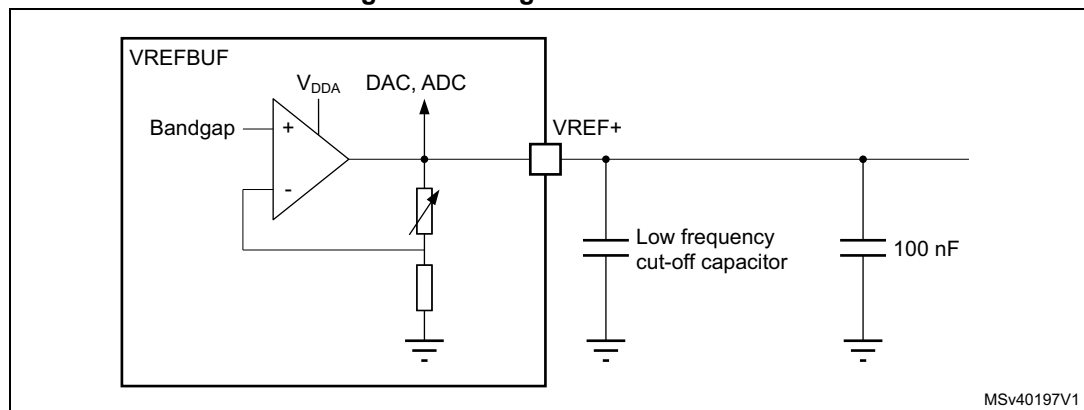 VREFBUF
V_DDA
DAC, ADC
Bandgap
+
-
VREF+
Low frequency
cut-off capacitor
100 nF
MSv40197V1